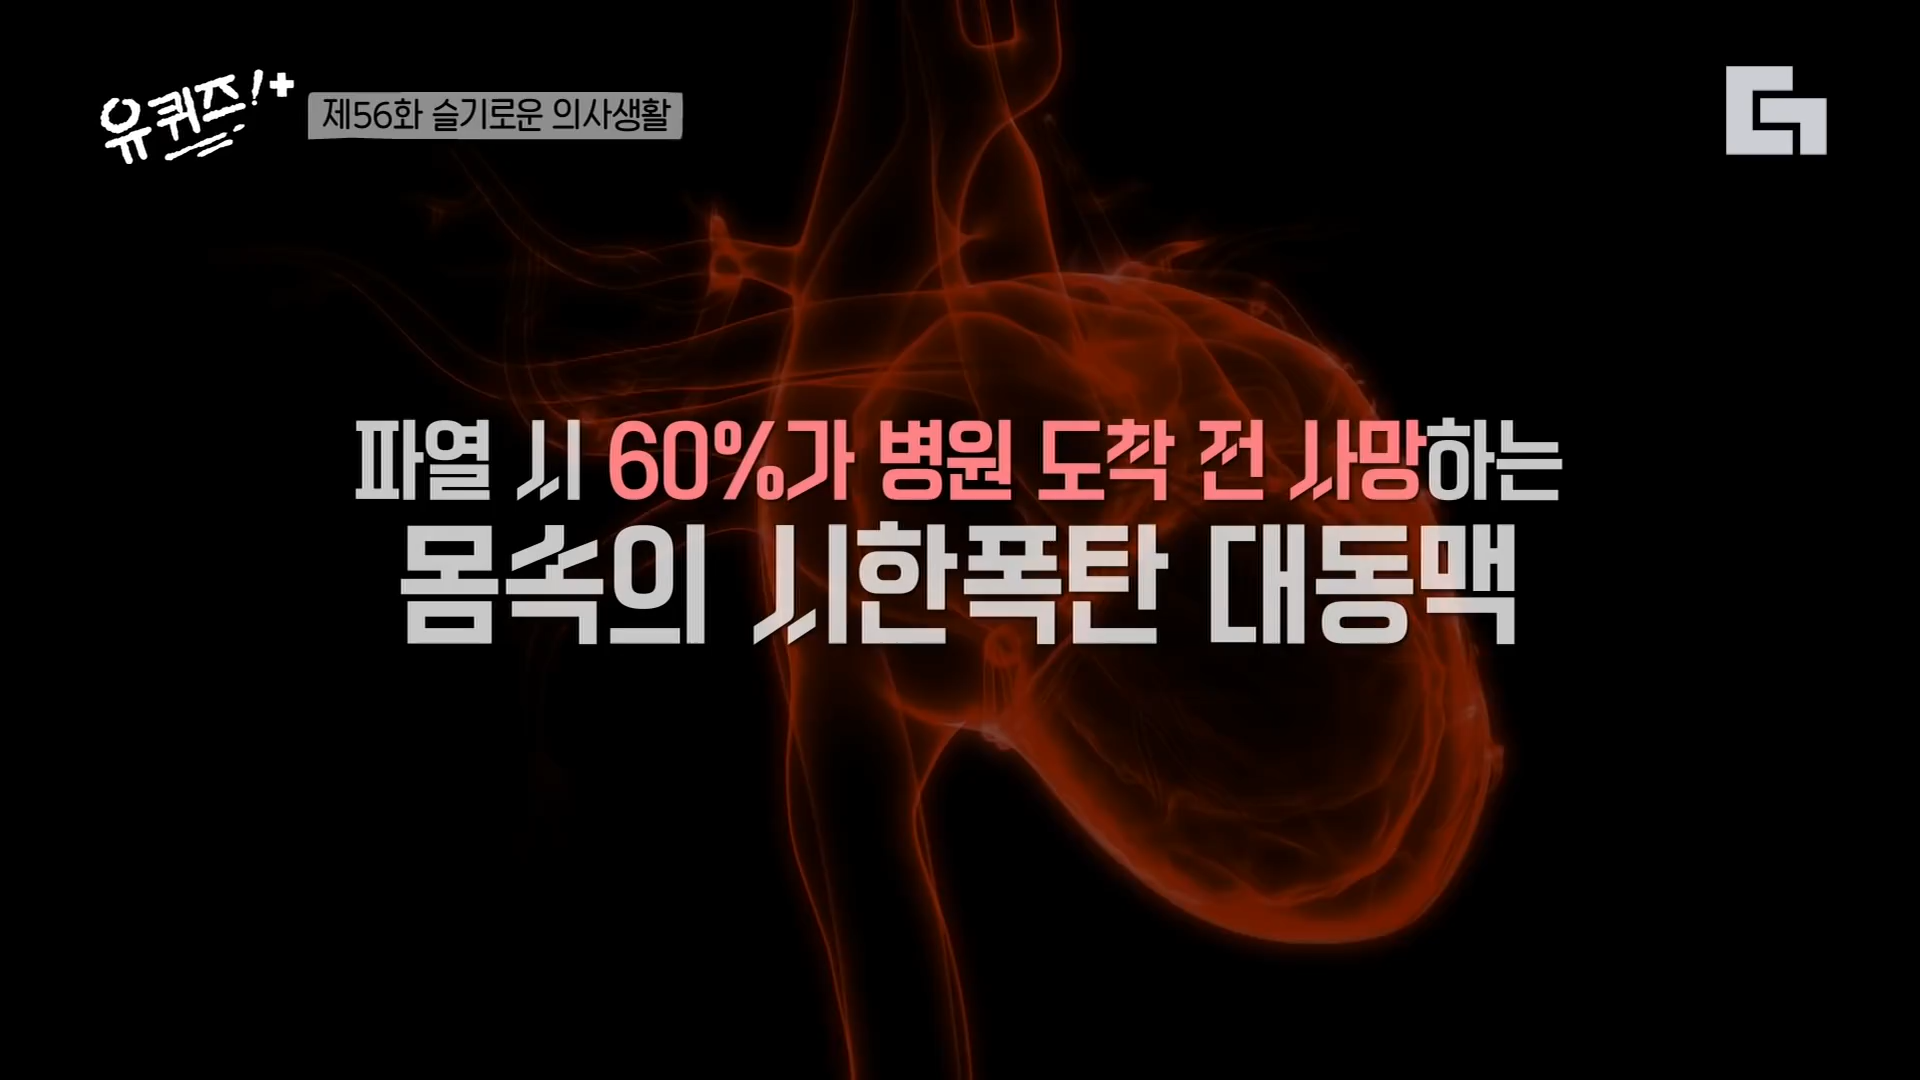 유퀴즈!+
제56화 슬기로운 의사생활
파열 시 60%가 병원 도착 전 사망하는
몸속의 시한폭탄 대동맥